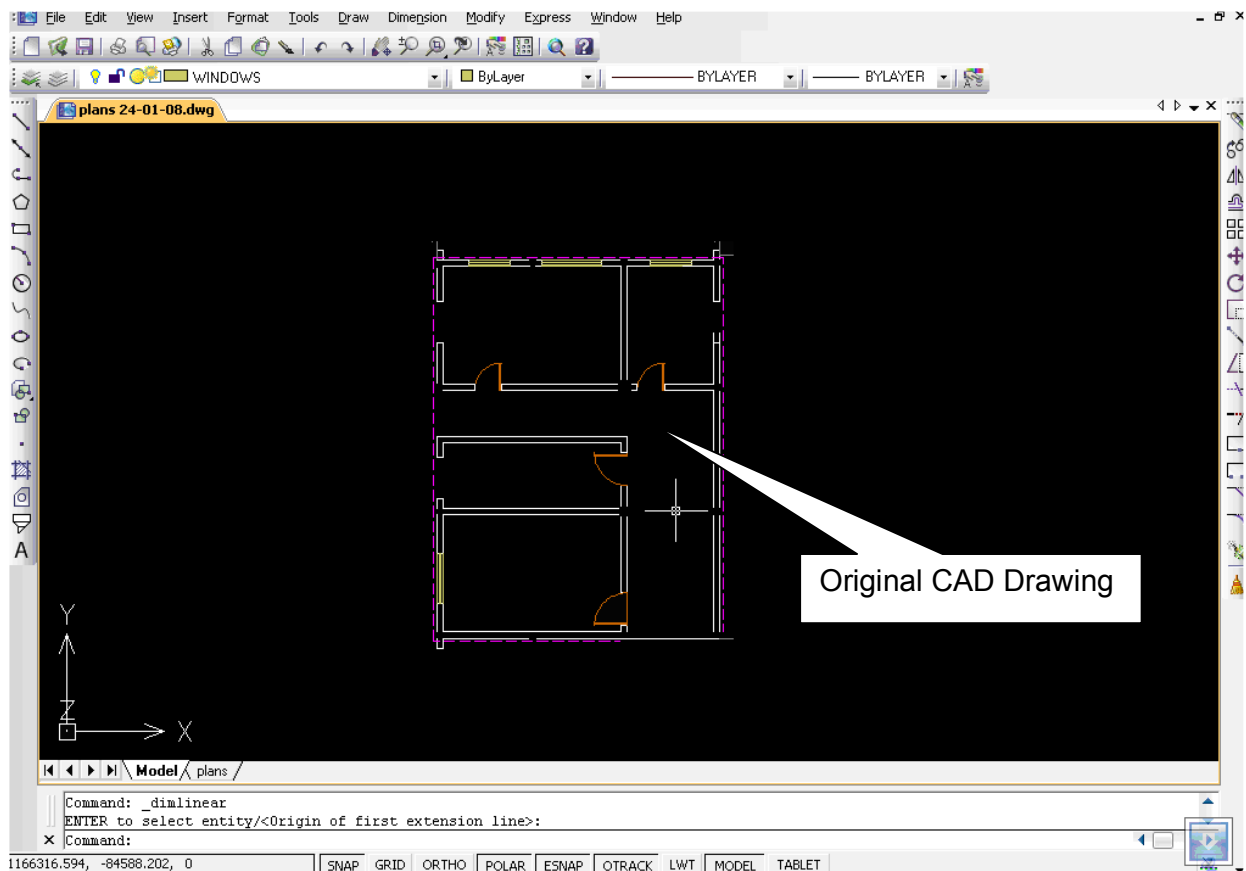 File Edit View Insert Format Tools Draw Dimension Modify Express Window Help
WINDOWS ByLayer BYLAYER BYLAYER
plans 24-01-08.dwg
Original CAD Drawing
Y
Z
X
Model plans
Command: _dimlinear
ENTER to select entity/<Origin of first extension line>:
Command:
1166316.594, -84588.202, 0 SNAP GRID ORTHO POLAR ESNAP OTRACK LWT MODEL TABLET